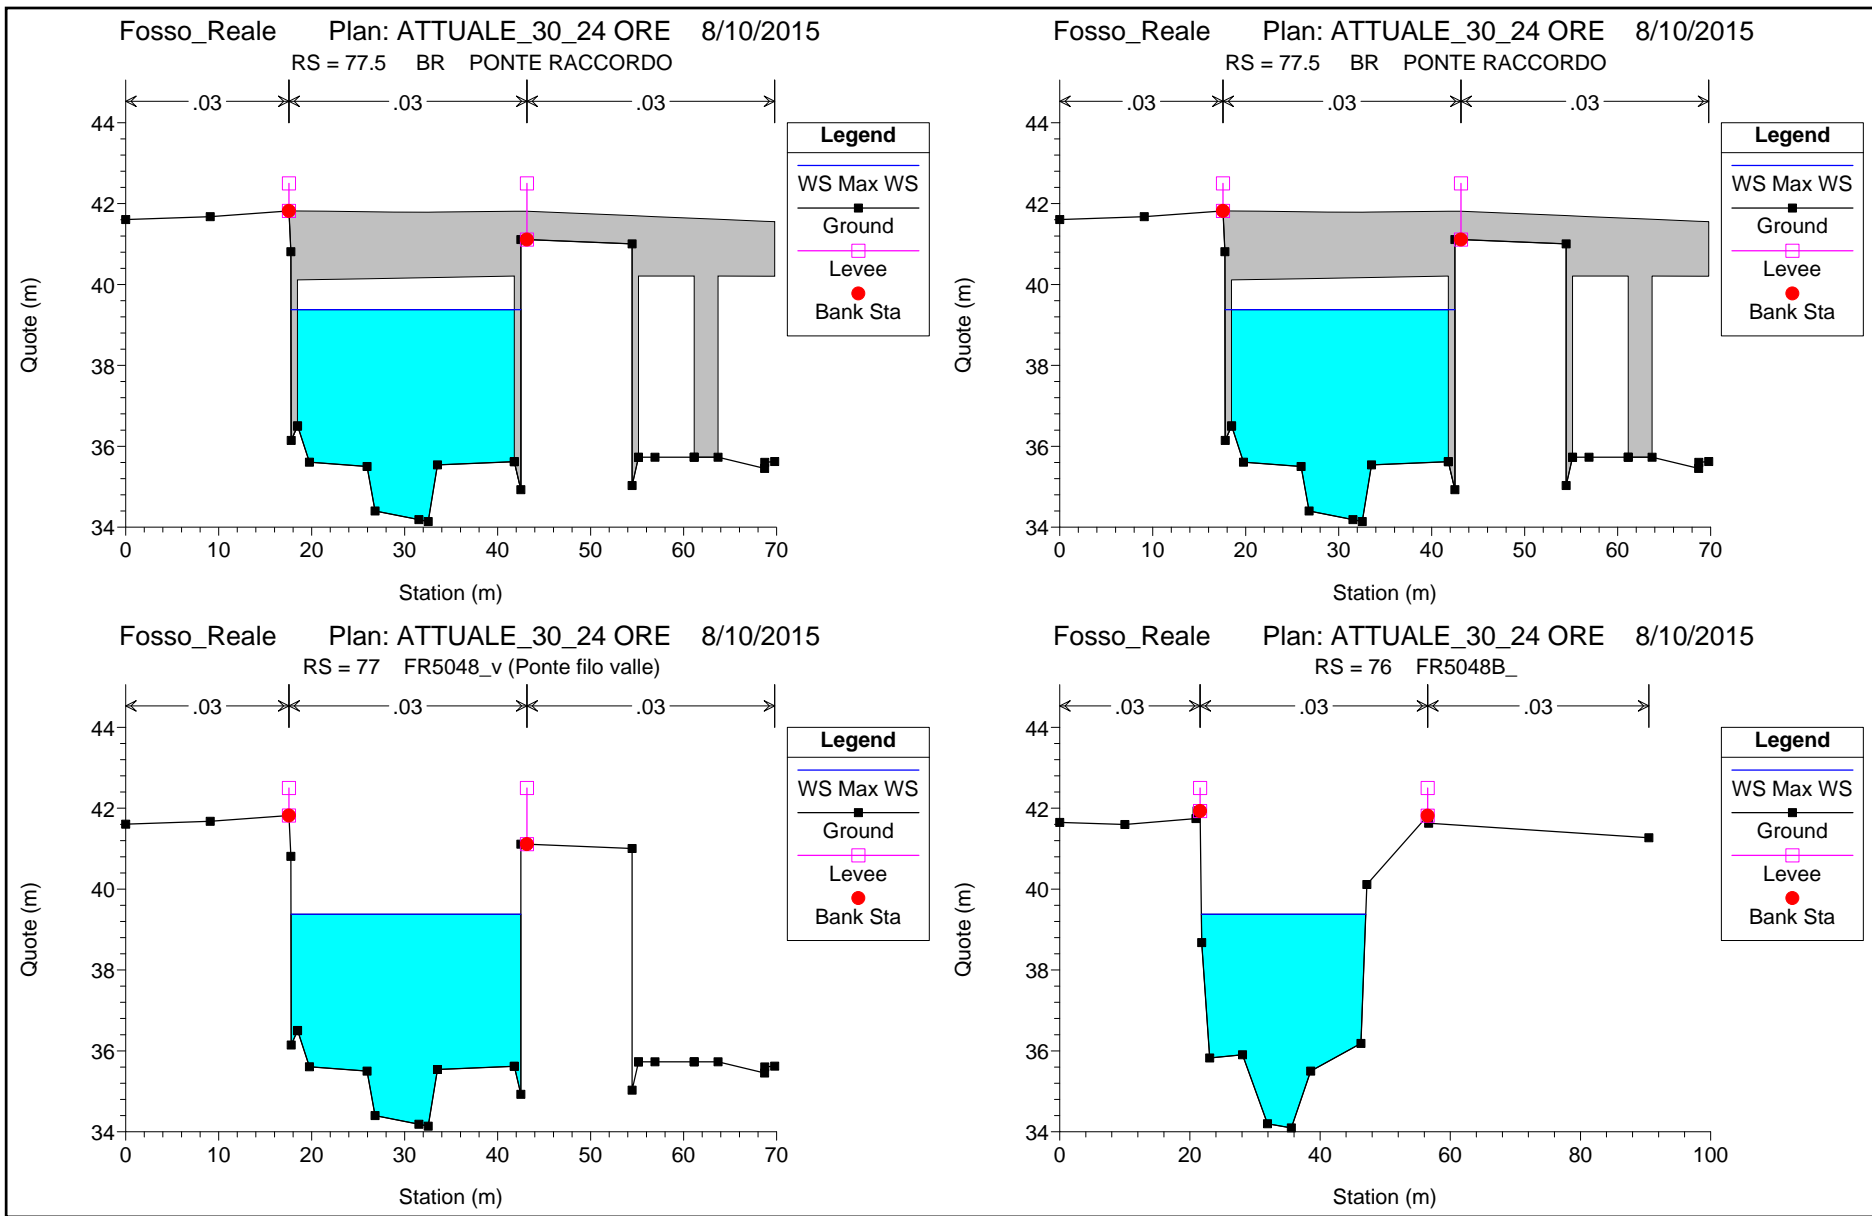 Fosso_Reale Plan: ATTUALE_30_24 ORE 8/10/2015
RS = 77.5 BR PONTE RACCORDO
.03 .03 .03
44
42
40
38
36
34
Quote (m)
0 10 20 30 40 50 60 70
Station (m)
Legend
WS Max WS
Ground
Levee
Bank Sta
Fosso_Reale Plan: ATTUALE_30_24 ORE 8/10/2015
RS = 77.5 BR PONTE RACCORDO
.03 .03 .03
44
42
40
38
36
34
Quote (m)
0 10 20 30 40 50 60 70
Station (m)
Legend
WS Max WS
Ground
Levee
Bank Sta
Fosso_Reale Plan: ATTUALE_30_24 ORE 8/10/2015
RS = 77 FR5048_v (Ponte filo valle)
.03 .03 .03
44
42
40
38
36
34
Quote (m)
0 10 20 30 40 50 60 70
Station (m)
Legend
WS Max WS
Ground
Levee
Bank Sta
Fosso_Reale Plan: ATTUALE_30_24 ORE 8/10/2015
RS = 76 FR5048B_
.03 .03 .03
44
42
40
38
36
34
Quote (m)
0 20 40 60 80 100
Station (m)
Legend
WS Max WS
Ground
Levee
Bank Sta